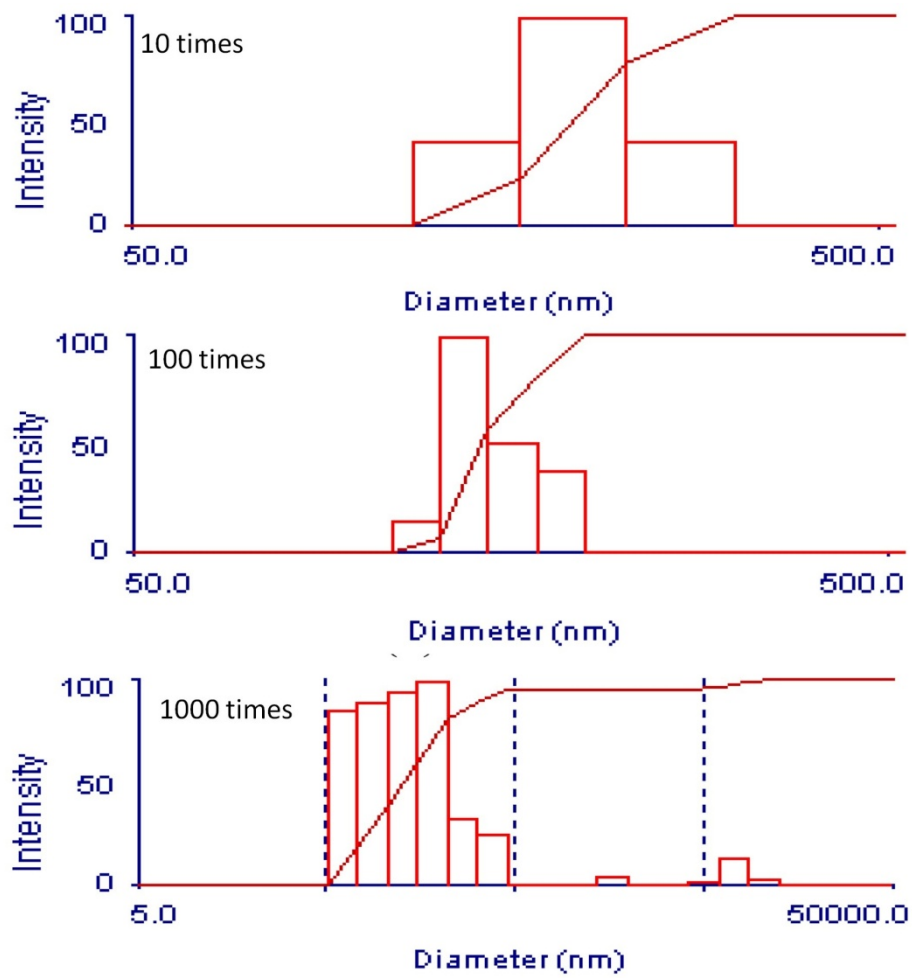 100
10 times
50
Intensity
0
50.0 500.0
Diameter (nm)
100
100 times
50
Intensity
0
50.0 500.0
Diameter (nm)
100
1000 times
50
Intensity
0
5.0 50000.0
Diameter (nm)